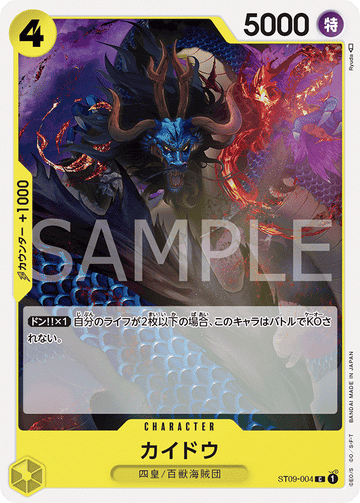 4
5000
特
Ryuda
カウンター +1000
SAMPLE
ドン!!×1 自分のライフが2枚以下の場合、このキャラはバトルでKOさ
れない。
CHARACTER
カイドウ
四皇/百獣海賊団
ST09-004 C 1
©E.O/S ©O/S・F・T BANDAI MADE IN JAPAN